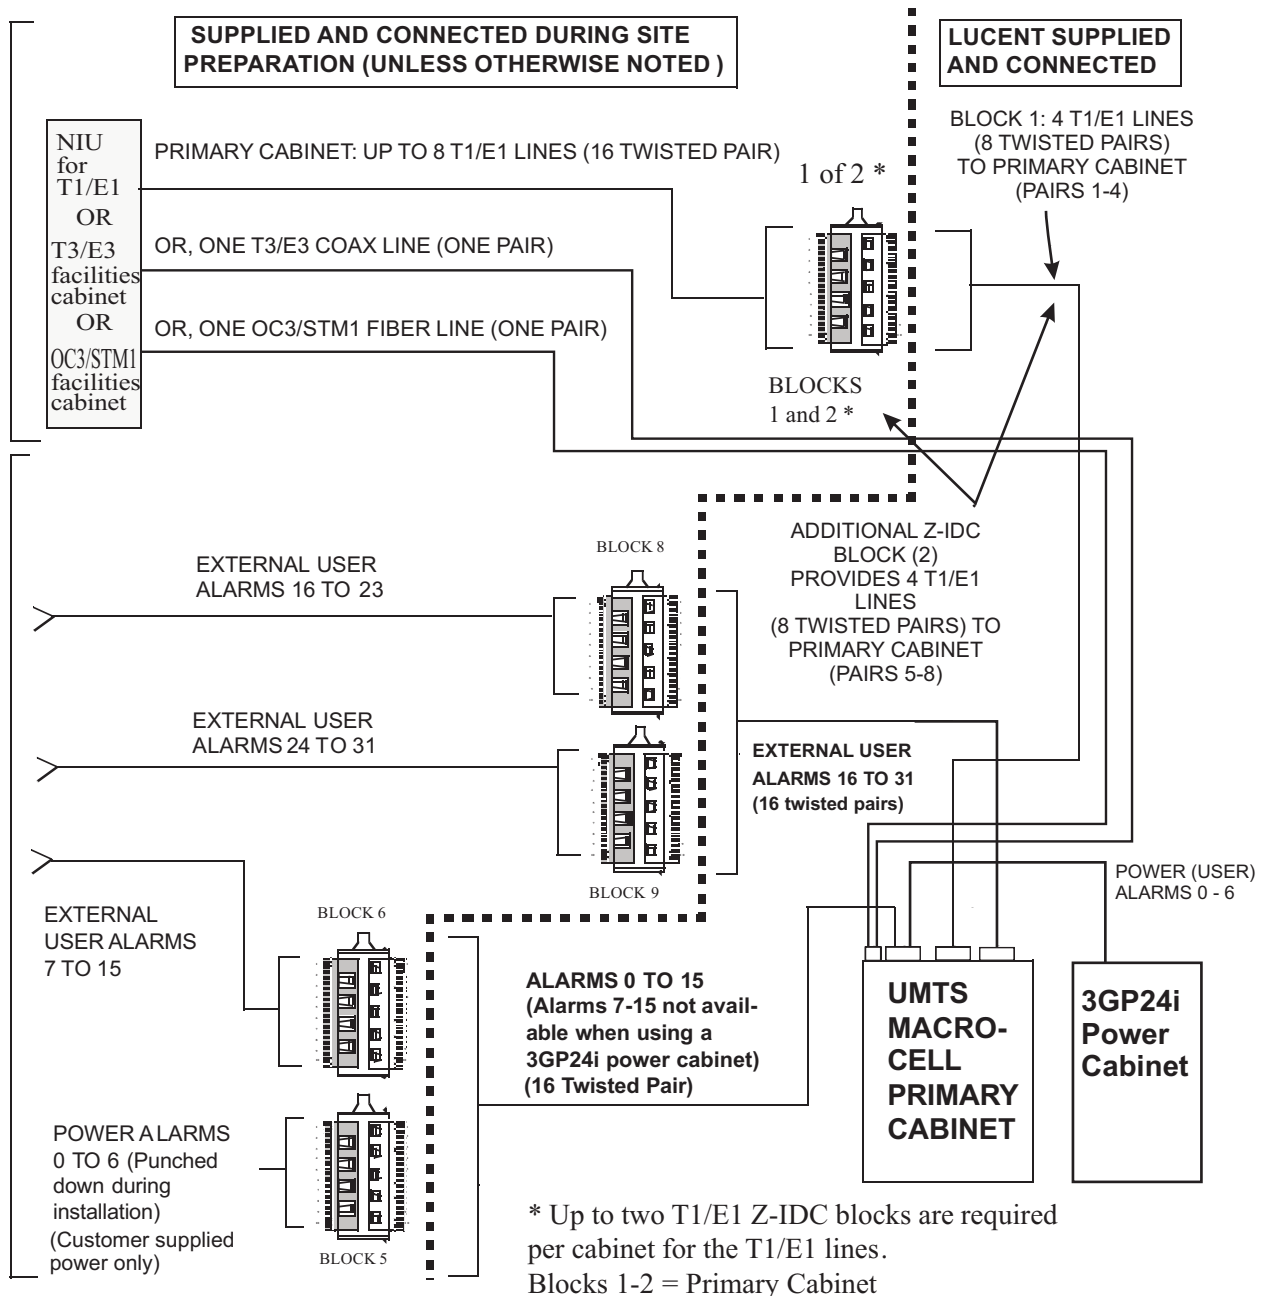 SUPPLIED AND CONNECTED DURING SITE
PREPARATION (UNLESS OTHERWISE NOTED )
LUCENT SUPPLIED
AND CONNECTED
NIU
for
T1/E1
OR
T3/E3
facilities
cabinet
OR
OC3/STM1
facilities
cabinet
PRIMARY CABINET: UP TO 8 T1/E1 LINES (16 TWISTED PAIR)
OR, ONE T3/E3 COAX LINE (ONE PAIR)
OR, ONE OC3/STM1 FIBER LINE (ONE PAIR)
1 of 2 *
BLOCKS
1 and 2 *
BLOCK 1: 4 T1/E1 LINES
(8 TWISTED PAIRS)
TO PRIMARY CABINET
(PAIRS 1-4)
ADDITIONAL Z-IDC
BLOCK (2)
PROVIDES 4 T1/E1
LINES
(8 TWISTED PAIRS) TO
PRIMARY CABINET
(PAIRS 5-8)
EXTERNAL USER
ALARMS 16 TO 23
BLOCK 8
EXTERNAL USER
ALARMS 24 TO 31
BLOCK 9
EXTERNAL USER
ALARMS 16 TO 31
(16 twisted pairs)
EXTERNAL
USER ALARMS
7 TO 15
BLOCK 6
POWER A LARMS
0 TO 6 (Punched
down during
installation)
(Customer supplied
power only)
BLOCK 5
ALARMS 0 TO 15
(Alarms 7-15 not avail-
able when using a
3GP24i power cabinet)
(16 Twisted Pair)
POWER (USER)
ALARMS 0 - 6
UMTS
MACRO-
CELL
PRIMARY
CABINET
3GP24i
Power
Cabinet
* Up to two T1/E1 Z-IDC blocks are required
per cabinet for the T1/E1 lines.
Blocks 1-2 = Primary Cabinet